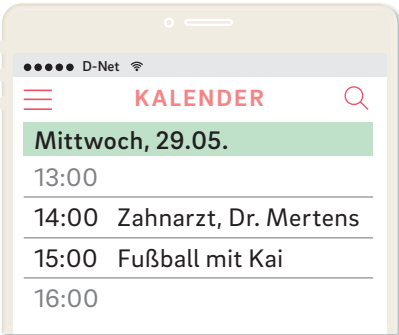 D-Net
KALENDER
Mittwoch, 29.05.
13:00
14:00 Zahnarzt, Dr. Mertens
15:00 Fußball mit Kai
16:00